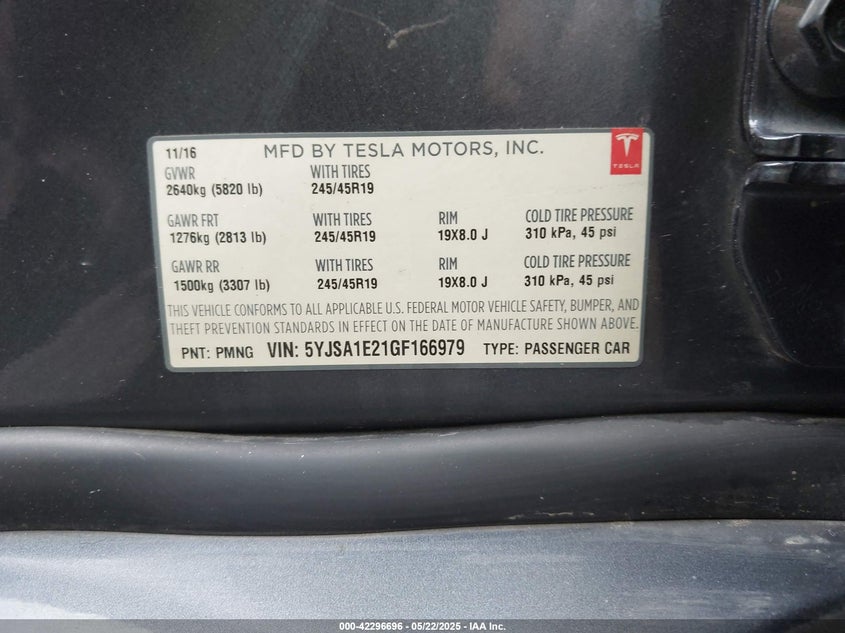 11/16 MFD BY TESLA MOTORS, INC.
TESLA
GVWR WITH TIRES
2640kg (5820 lb) 245/45R19
GAWR FRT WITH TIRES RIM COLD TIRE PRESSURE
1276kg (2813 lb) 245/45R19 19X8.0 J 310 kPa, 45 psi
GAWR RR WITH TIRES RIM COLD TIRE PRESSURE
1500kg (3307 lb) 245/45R19 19X8.0 J 310 kPa, 45 psi
THIS VEHICLE CONFORMS TO ALL APPLICABLE U.S. FEDERAL MOTOR VEHICLE SAFETY, BUMPER, AND
THEFT PREVENTION STANDARDS IN EFFECT ON THE DATE OF MANUFACTURE SHOWN ABOVE.
PNT: PMNG VIN: 5YJSA1E21GF166979 TYPE: PASSENGER CAR
000-42296696 - 05/22/2025 - IAA Inc.